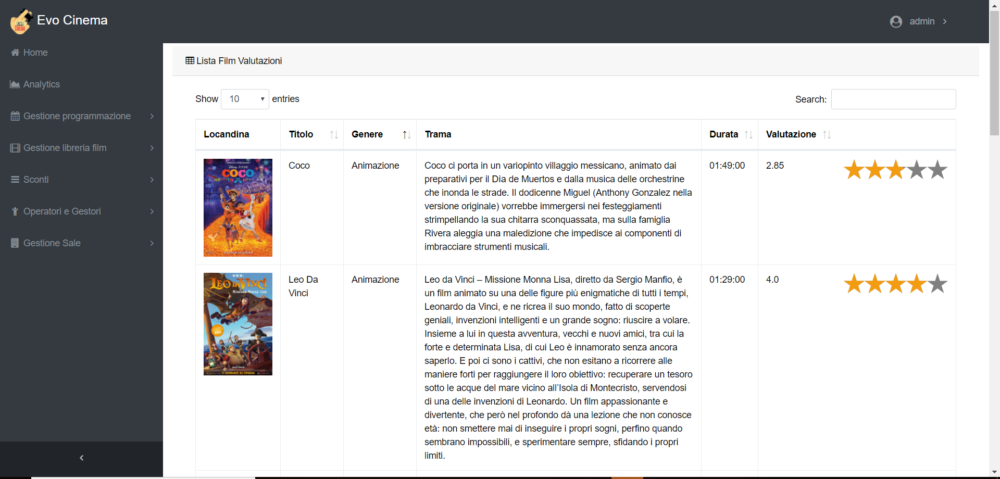 Evo Cinema
admin
Home
Analytics
Gestione programmazione
Gestione libreria film
Sconti
Operatori e Gestori
Gestione Sale
Lista Film Valutazioni
Show 10 entries
Search:
Locandina Titolo Genere Trama Durata Valutazione
COCO
Coco
Animazione
Coco ci porta in un variopinto villaggio messicano, animato dai
preparativi per il Dia de Muertos e dalla musica delle orchestrine
che inonda le strade. Il dodicenne Miguel (Anthony Gonzalez nella
versione originale) vorrebbe immergersi nei festeggiamenti
strimpellando la sua chitarra sconquassata, ma sulla famiglia
Rivera aleggia una maledizione che impedisce ai componenti di
imbracciare strumenti musicali.
01:49:00
2.85
LEO DA VINCI
Missione Monna Lisa
11 GENNAIO AL CINEMA
Leo Da
Vinci
Animazione
Leo da Vinci – Missione Monna Lisa, diretto da Sergio Manfio, è
un film animato su una delle figure più enigmatiche di tutti i tempi,
Leonardo da Vinci, e ne ricrea il suo mondo, fatto di scoperte
geniali, invenzioni intelligenti e un grande sogno: riuscire a volare.
Insieme a lui in questa avventura, vecchi e nuovi amici, tra cui la
forte e determinata Lisa, di cui Leo è innamorato senza ancora
saperlo. E poi ci sono i cattivi, che non esitano a ricorrere alle
maniere forti per raggiungere il loro obiettivo: recuperare un tesoro
sotto le acque del mare vicino all'Isola di Montecristo, servendosi
di una delle invenzioni di Leonardo. Un film appassionante e
divertente, che però nel profondo dà una lezione che non conosce
età: non smettere mai di inseguire i propri sogni, perfino quando
sembrano impossibili, e sperimentare sempre, sfidando i propri
limiti.
01:29:00
4.0